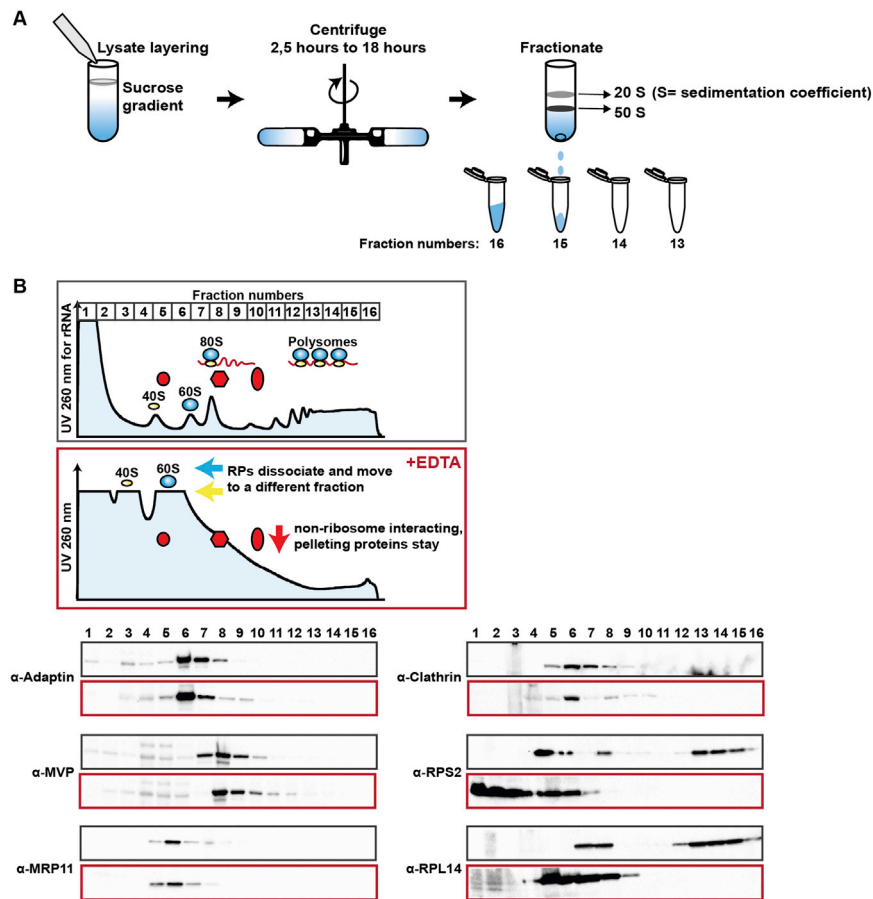 A
Lysate layering
Sucrose
gradient
Centrifuge
2,5 hours to 18 hours
Fractionate
20 S (S= sedimentation coefficient)
50 S
Fraction numbers: 16 15 14 13
B
Fraction numbers
1 2 3 4 5 6 7 8 9 10 11 12 13 14 15 16
UV 260 nm for rRNA
80S
Polysomes
40S
60S
+EDTA
UV 260 nm
40S
60S
RPs dissociate and move
to a different fraction
non-ribosome interacting,
pelleting proteins stay
1 2 3 4 5 6 7 8 9 10 11 12 13 14 15 16
α-Adaptin
α-MVP
α-MRP11
1 2 3 4 5 6 7 8 9 10 11 12 13 14 15 16
α-Clathrin
α-RPS2
α-RPL14